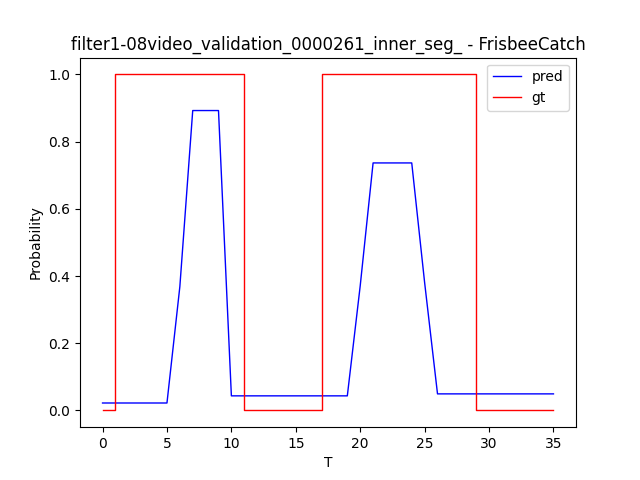 filter1-08video_validation_0000261_inner_seg_ - FrisbeeCatch
pred
gt
1.0
0.8
0.6
0.4
0.2
0.0
Probability
0 5 10 15 20 25 30 35
T